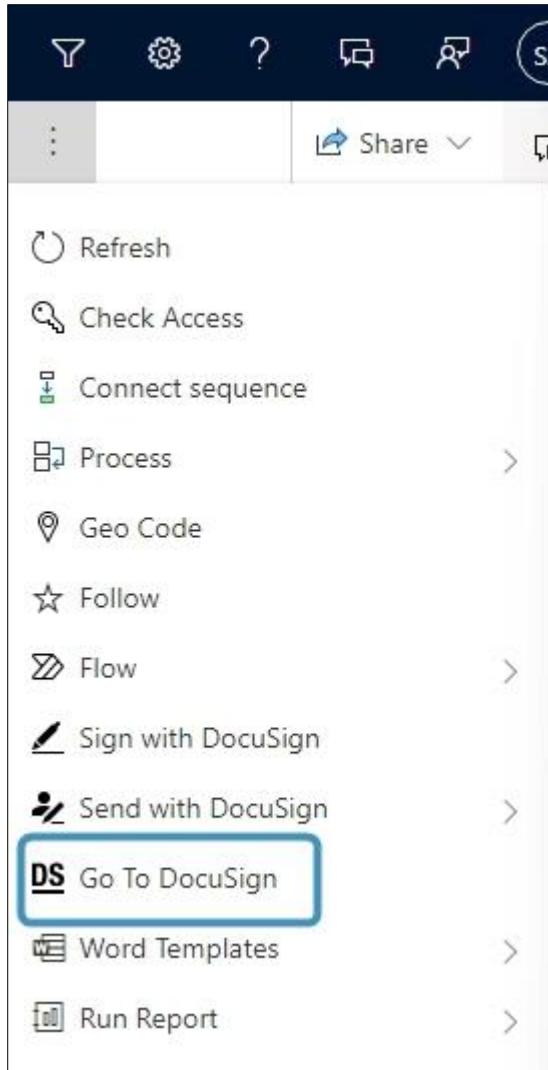 Share
Refresh
Check Access
Connect sequence
Process
Geo Code
Follow
Flow
Sign with DocuSign
Send with DocuSign
DS Go To DocuSign
Word Templates
Run Report